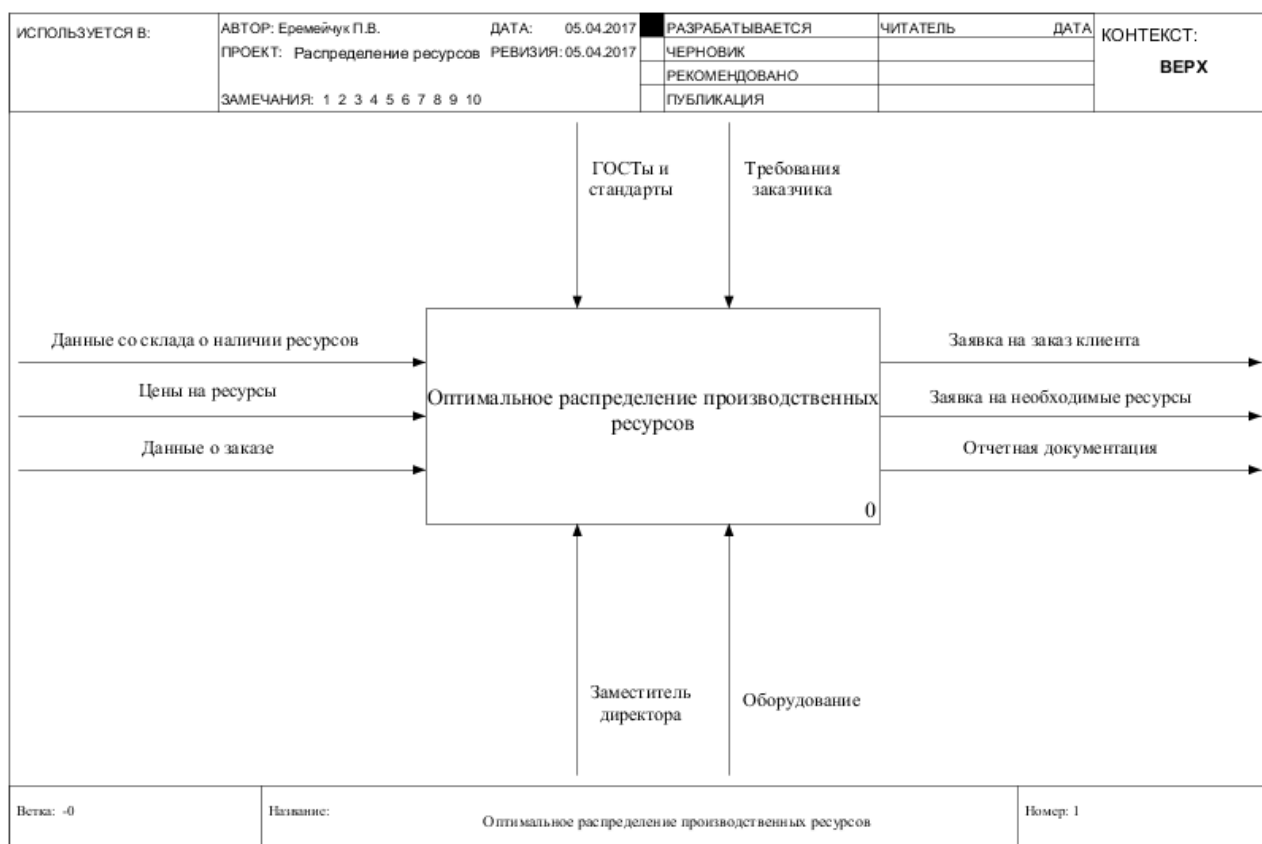 ИСПОЛЬЗУЕТСЯ В:
АВТОР: Еремейчук П.В. ДАТА: 05.04.2017
ПРОЕКТ: Распределение ресурсов РЕВИЗИЯ: 05.04.2017
ЗАМЕЧАНИЯ: 1 2 3 4 5 6 7 8 9 10
РАЗРАБАТЫВАЕТСЯ
ЧЕРНОВИК
РЕКОМЕНДОВАНО
ПУБЛИКАЦИЯ
ЧИТАТЕЛЬ ДАТА
КОНТЕКСТ:
ВЕРХ
ГОСТы и
стандарты
Требования
заказчика
Данные со склада о наличии ресурсов
Цены на ресурсы
Данные о заказе
Оптимальное распределение производственных
ресурсов
0
Заявка на заказ клиента
Заявка на необходимые ресурсы
Отчетная документация
Заместитель
директора
Оборудование
Ветка: -0
Название:
Оптимальное распределение производственных ресурсов
Номер: 1